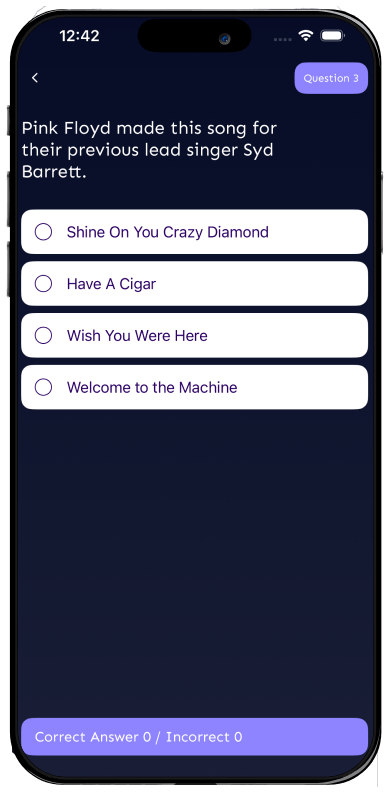 12:42
Question 3
Pink Floyd made this song for
their previous lead singer Syd
Barrett.
Shine On You Crazy Diamond
Have A Cigar
Wish You Were Here
Welcome to the Machine
Correct Answer 0 / Incorrect 0